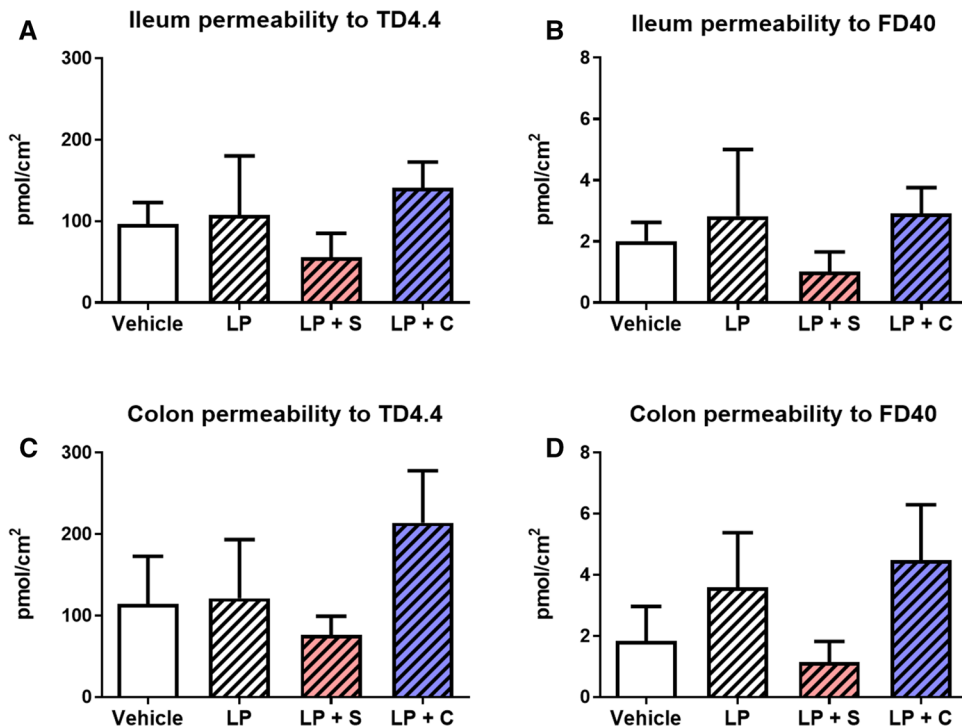 A
Ileum permeability to TD4.4
pmol/cm²
300
200
100
0
Vehicle LP LP + S LP + C
B
Ileum permeability to FD40
pmol/cm²
8
6
4
2
0
Vehicle LP LP + S LP + C
C
Colon permeability to TD4.4
pmol/cm²
300
200
100
0
Vehicle LP LP + S LP + C
D
Colon permeability to FD40
pmol/cm²
8
6
4
2
0
Vehicle LP LP + S LP + C